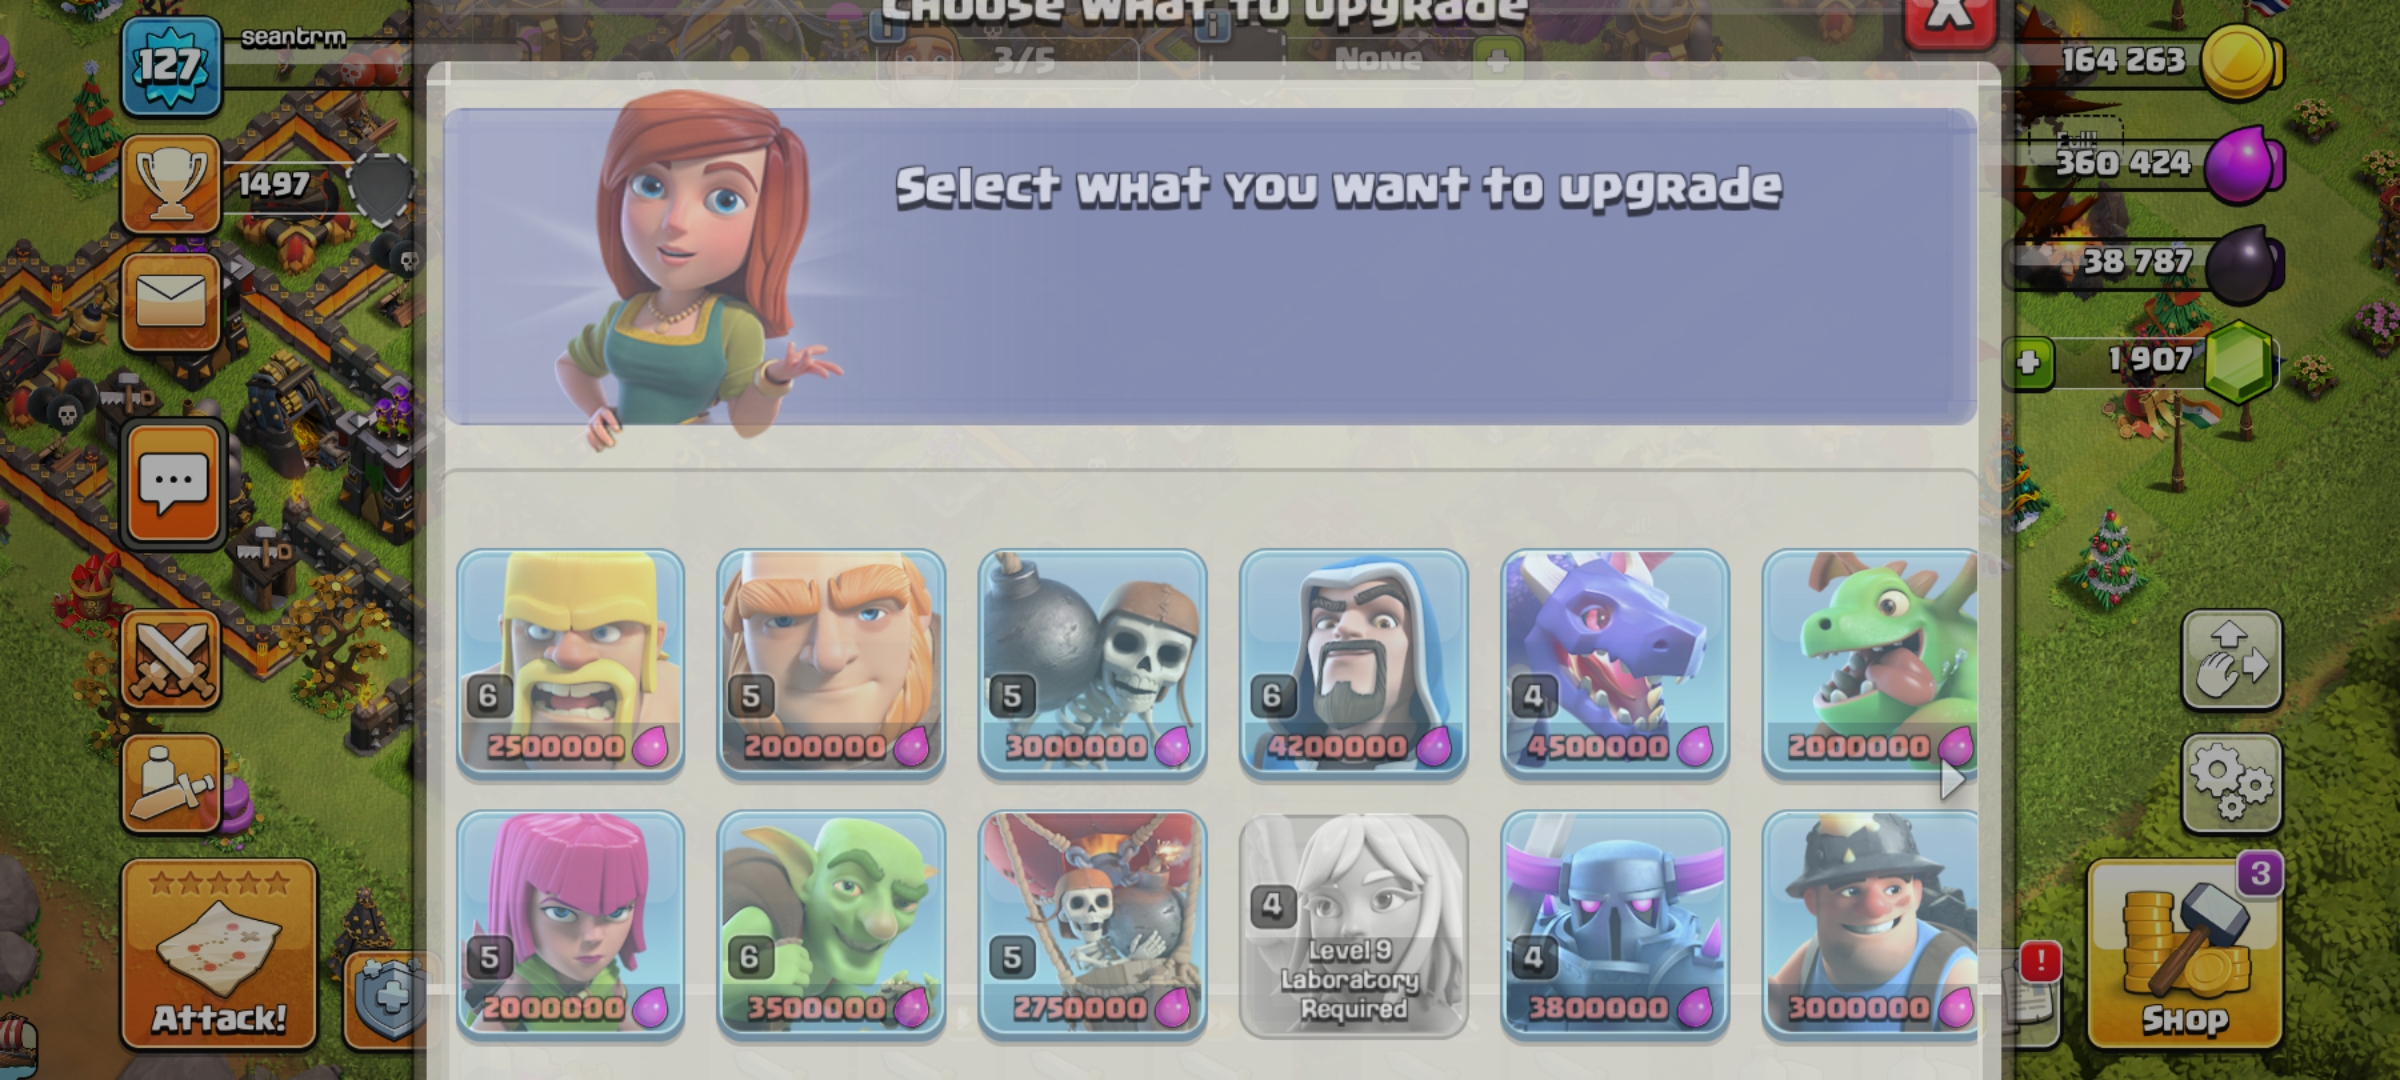 Choose what to upgrade
X
127
seantrm
i
3/5
i
None
+
164 263
1497
Select what you want to upgrade
Full!
360 424
38 787
+
1 907
6
2500000
5
2000000
5
3000000
6
4200000
4
4500000
2000000
5
2000000
6
3500000
5
2750000
4
Level 9
Laboratory
Required
4
3800000
3000000
Attack!
!
3
Shop